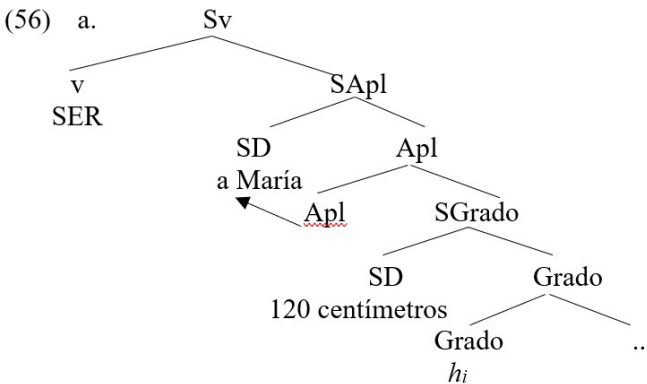 (56) a. Sv
v SApl
SER
SD Apl
a María
Apl SGrado
SD Grado
120 centímetros
Grado ..
hi